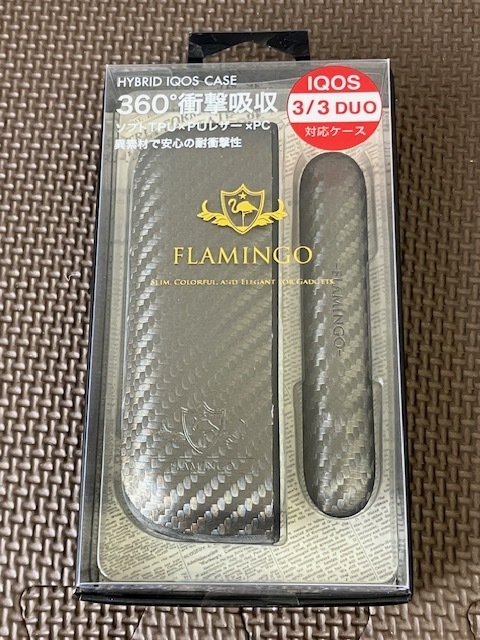 HYBRID IQOS CASE
360°衝撃吸収
ソフトTPU×PUレザー×PC
異素材で安心の耐衝撃性
IQOS
3/3 DUO
対応ケース
FLAMINGO
SLIM, COLORFUL, AND ELEGANT FOR GADGETS
-FLAMINGO-
FLAMINGO